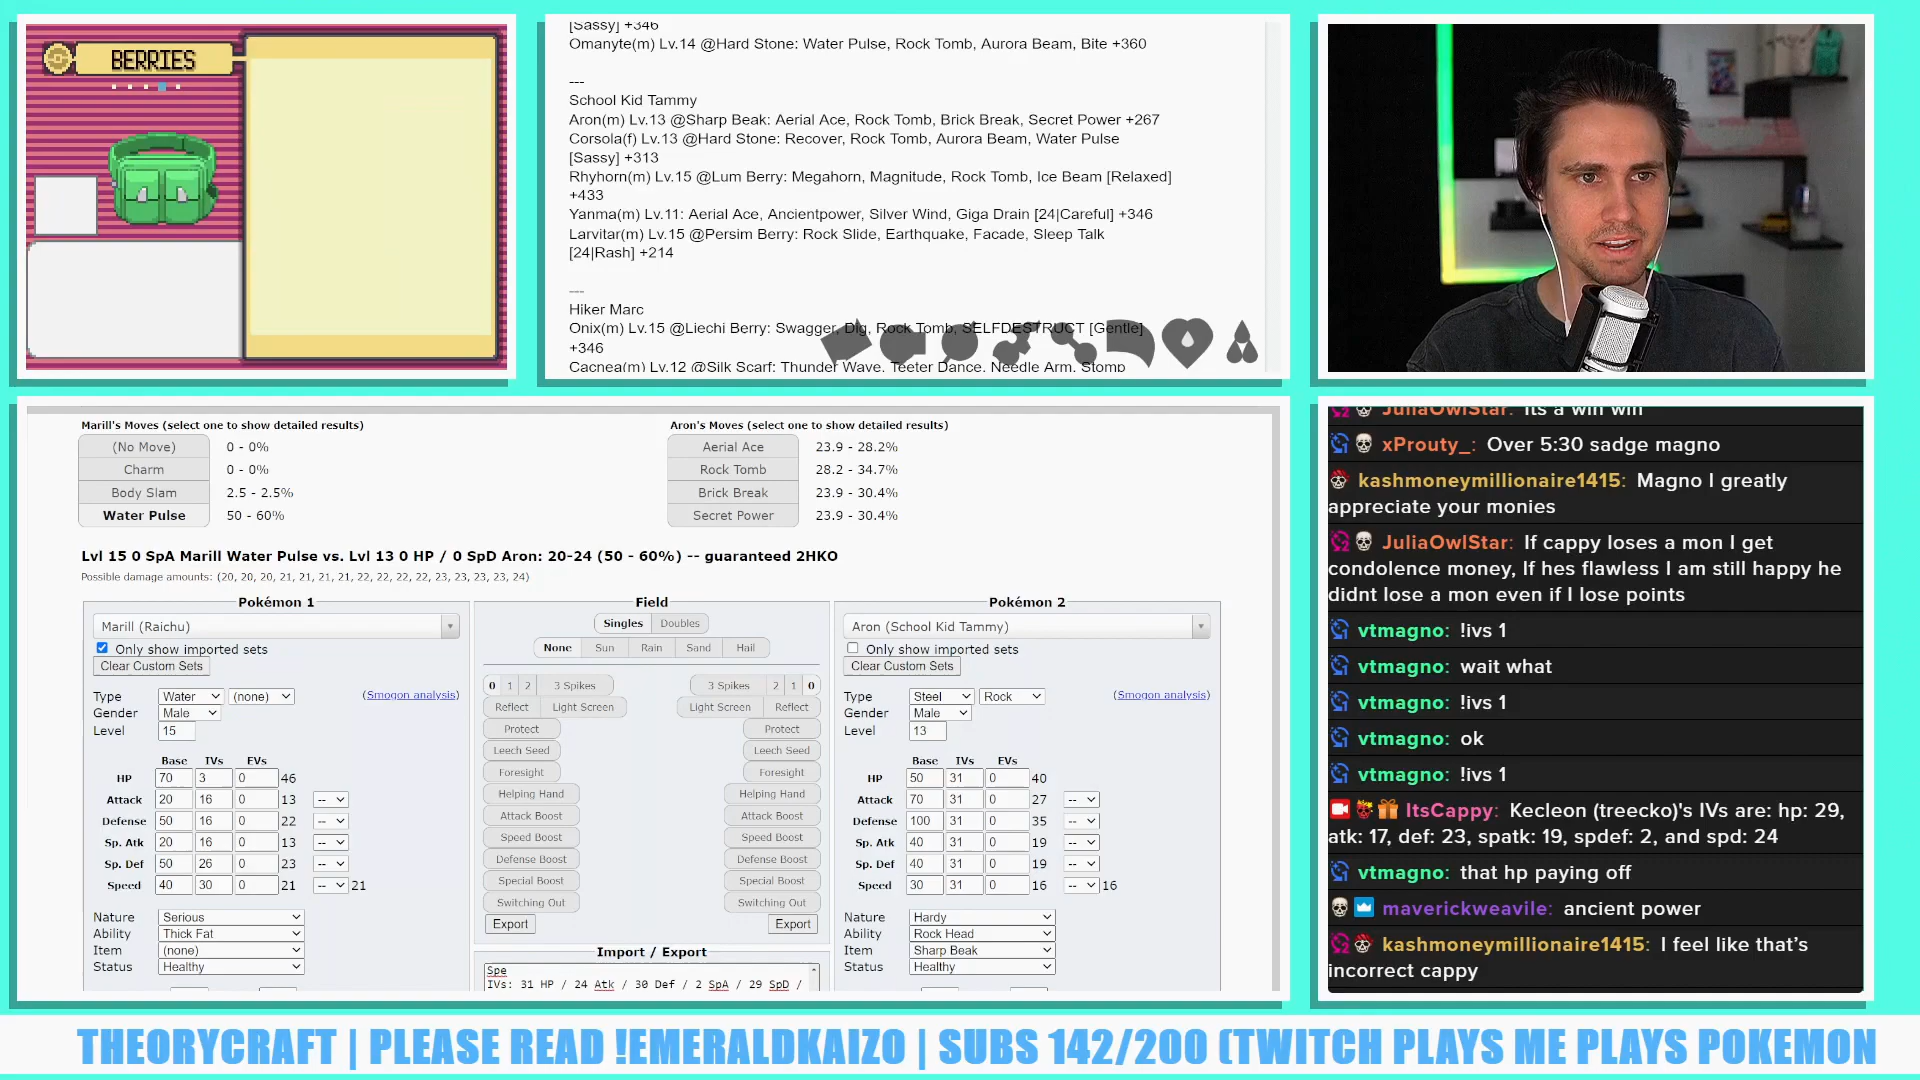 BERRIES
[Sassy] +346
Omanyte(m) Lv.14 @Hard Stone: Water Pulse, Rock Tomb, Aurora Beam, Bite +360
---
School Kid Tammy
Aron(m) Lv.13 @Sharp Beak: Aerial Ace, Rock Tomb, Brick Break, Secret Power +267
Corsola(f) Lv.13 @Hard Stone: Recover, Rock Tomb, Aurora Beam, Water Pulse
[Sassy] +313
Rhyhorn(m) Lv.15 @Lum Berry: Megahorn, Magnitude, Rock Tomb, Ice Beam [Relaxed]
+433
Yanma(m) Lv.11: Aerial Ace, Ancientpower, Silver Wind, Giga Drain [24|Careful] +346
Larvitar(m) Lv.15 @Persim Berry: Rock Slide, Earthquake, Facade, Sleep Talk
[24|Rash] +214
---
Hiker Marc
Onix(m) Lv.15 @Liechi Berry: Swagger, Dig, Rock Tomb, SELFDESTRUCT [Gentle]
+346
Cacnea(m) Lv.12 @Silk Scarf: Thunder Wave, Teeter Dance, Needle Arm, Stomp
Marill's Moves (select one to show detailed results)
(No Move) 0 - 0%
Charm 0 - 0%
Body Slam 2.5 - 2.5%
Water Pulse 50 - 60%
Aron's Moves (select one to show detailed results)
Aerial Ace 23.9 - 28.2%
Rock Tomb 28.2 - 34.7%
Brick Break 23.9 - 30.4%
Secret Power 23.9 - 30.4%
Lvl 15 0 SpA Marill Water Pulse vs. Lvl 13 0 HP / 0 SpD Aron: 20-24 (50 - 60%) -- guaranteed 2HKO
Possible damage amounts: (20, 20, 20, 21, 21, 21, 21, 22, 22, 22, 22, 23, 23, 23, 23, 24)
Pokémon 1
Marill (Raichu)
Only show imported sets
Clear Custom Sets
Type Water (none) (Smogon analysis)
Gender Male
Level 15
Base IVs EVs
HP 70 3 0 46
Attack 20 16 0 13 --
Defense 50 16 0 22 --
Sp. Atk 20 16 0 13 --
Sp. Def 50 26 0 23 --
Speed 40 30 0 21 -- 21
Nature Serious
Ability Thick Fat
Item (none)
Status Healthy
Field
Singles Doubles
None Sun Rain Sand Hail
0 1 2 3 Spikes 3 Spikes 2 1 0
Reflect Light Screen Light Screen Reflect
Protect Protect
Leech Seed Leech Seed
Foresight Foresight
Helping Hand Helping Hand
Attack Boost Attack Boost
Speed Boost Speed Boost
Defense Boost Defense Boost
Special Boost Special Boost
Switching Out Switching Out
Export Export
Import / Export
Spe
IVs: 31 HP / 24 Atk / 30 Def / 2 SpA / 29 SpD /
Pokémon 2
Aron (School Kid Tammy)
Only show imported sets
Clear Custom Sets
Type Steel Rock (Smogon analysis)
Gender Male
Level 13
Base IVs EVs
HP 50 31 0 40
Attack 70 31 0 27 --
Defense 100 31 0 35 --
Sp. Atk 40 31 0 19 --
Sp. Def 40 31 0 19 --
Speed 30 31 0 16 -- 16
Nature Hardy
Ability Rock Head
Item Sharp Beak
Status Healthy
JuliaOwlStar: Its a win win
xProuty_: Over 5:30 sadge magno
kashmoneymillionaire1415: Magno I greatly
appreciate your monies
JuliaOwlStar: If cappy loses a mon I get
condolence money, If hes flawless I am still happy he
didnt lose a mon even if I lose points
vtmagno: !ivs 1
vtmagno: wait what
vtmagno: !ivs 1
vtmagno: ok
vtmagno: !ivs 1
ItsCappy: Kecleon (treecko)'s IVs are: hp: 29,
atk: 17, def: 23, spatk: 19, spdef: 2, and spd: 24
vtmagno: that hp paying off
maverickweavile: ancient power
kashmoneymillionaire1415: I feel like that's
incorrect cappy
THEORYCRAFT | PLEASE READ !EMERALDKAIZO | SUBS 142/200 (TWITCH PLAYS ME PLAYS POKEMON